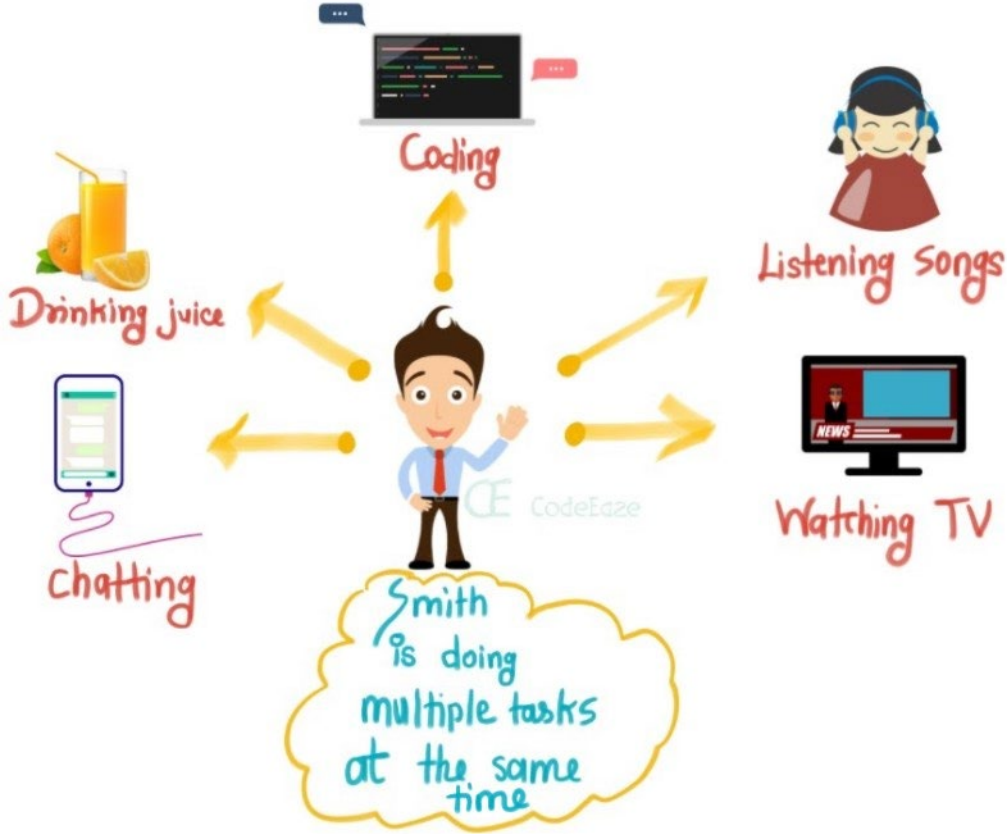 Coding
Listening Songs
Drinking juice
NEWS
Watching TV
Chatting
CE CodeEaze
Smith
is doing
multiple tasks
at the same
time